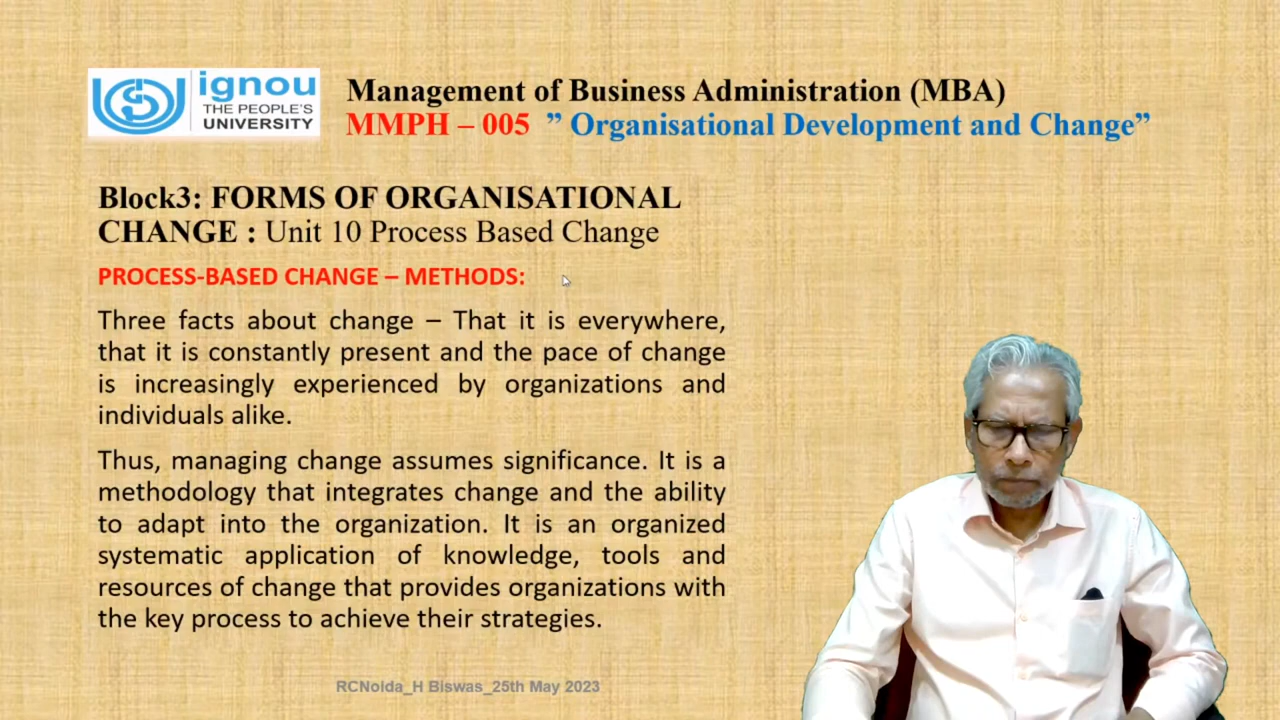 ignou
THE PEOPLE'S
UNIVERSITY
Management of Business Administration (MBA)
MMPH – 005 ” Organisational Development and Change”
Block3: FORMS OF ORGANISATIONAL
CHANGE : Unit 10 Process Based Change
PROCESS-BASED CHANGE – METHODS:
Three facts about change – That it is everywhere,
that it is constantly present and the pace of change
is increasingly experienced by organizations and
individuals alike.
Thus, managing change assumes significance. It is a
methodology that integrates change and the ability
to adapt into the organization. It is an organized
systematic application of knowledge, tools and
resources of change that provides organizations with
the key process to achieve their strategies.
RCNoida_H Biswas_25th May 2023